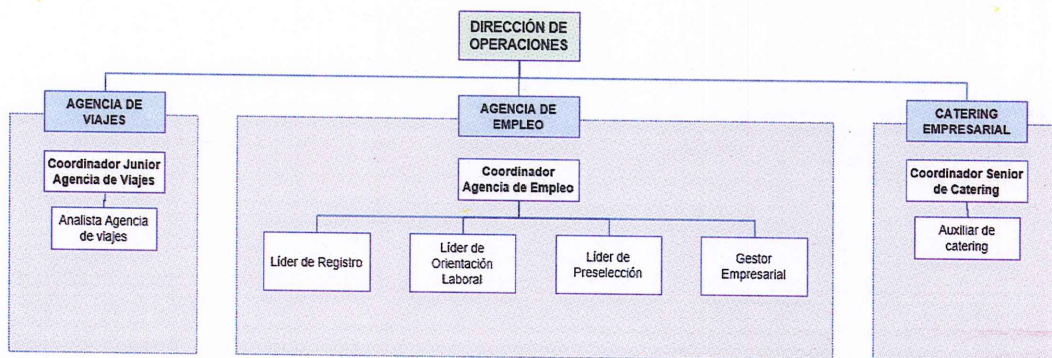 DIRECCIÓN DE
OPERACIONES
AGENCIA DE
VIAJES
AGENCIA DE
EMPLEO
CATERING
EMPRESARIAL
Coordinador Junior
Agencia de Viajes
Analista Agencia
de viajes
Coordinador
Agencia de Empleo
Líder de Registro
Líder de
Orientación
Laboral
Líder de
Preselección
Gestor
Empresarial
Coordinador Senior
de Catering
Auxiliar de
catering